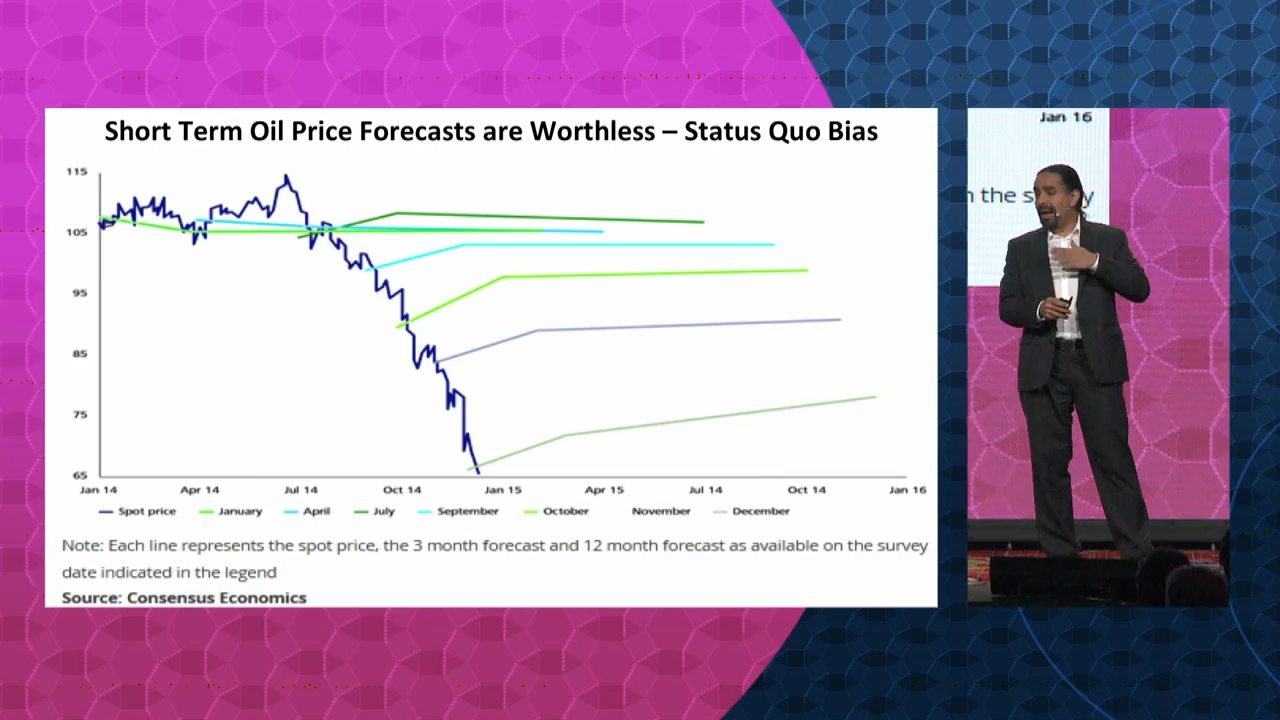 Short Term Oil Price Forecasts are Worthless – Status Quo Bias
115
105
95
85
75
65
Jan 14 Apr 14 Jul 14 Oct 14 Jan 15 Apr 15 Jul 14 Oct 14 Jan 16
Spot price January April July September October November December
Note: Each line represents the spot price, the 3 month forecast and 12 month forecast as available on the survey
date indicated in the legend
Source: Consensus Economics
Jan 16
n the s y